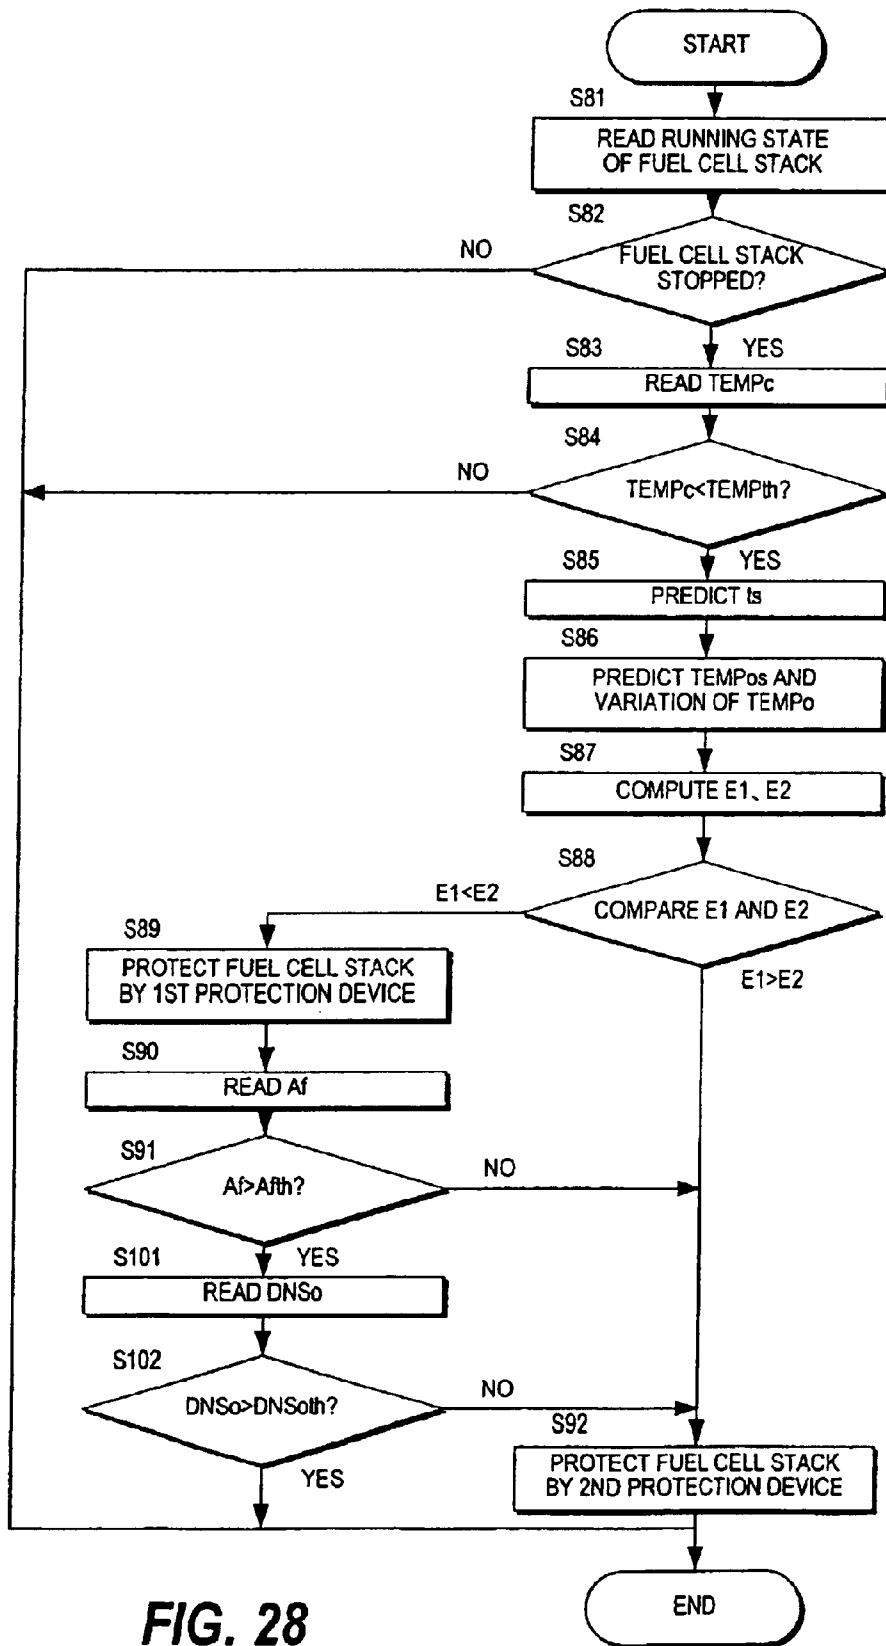 START
S81
READ RUNNING STATE
OF FUEL CELL STACK
S82
NO
FUEL CELL STACK
STOPPED?
S83
YES
READ TEMPc
S84
NO
TEMPc<TEMPth?
S85
YES
PREDICT ts
S86
PREDICT TEMPos AND
VARIATION OF TEMPo
S87
COMPUTE E1、E2
S88
E1<E2
COMPARE E1 AND E2
S89
E1>E2
PROTECT FUEL CELL STACK
BY 1ST PROTECTION DEVICE
S90
READ Af
S91
NO
Af>Afth?
S101
YES
READ DNSo
S102
NO
DNSo>DNSoth?
S92
YES
PROTECT FUEL CELL STACK
BY 2ND PROTECTION DEVICE
END
FIG. 28